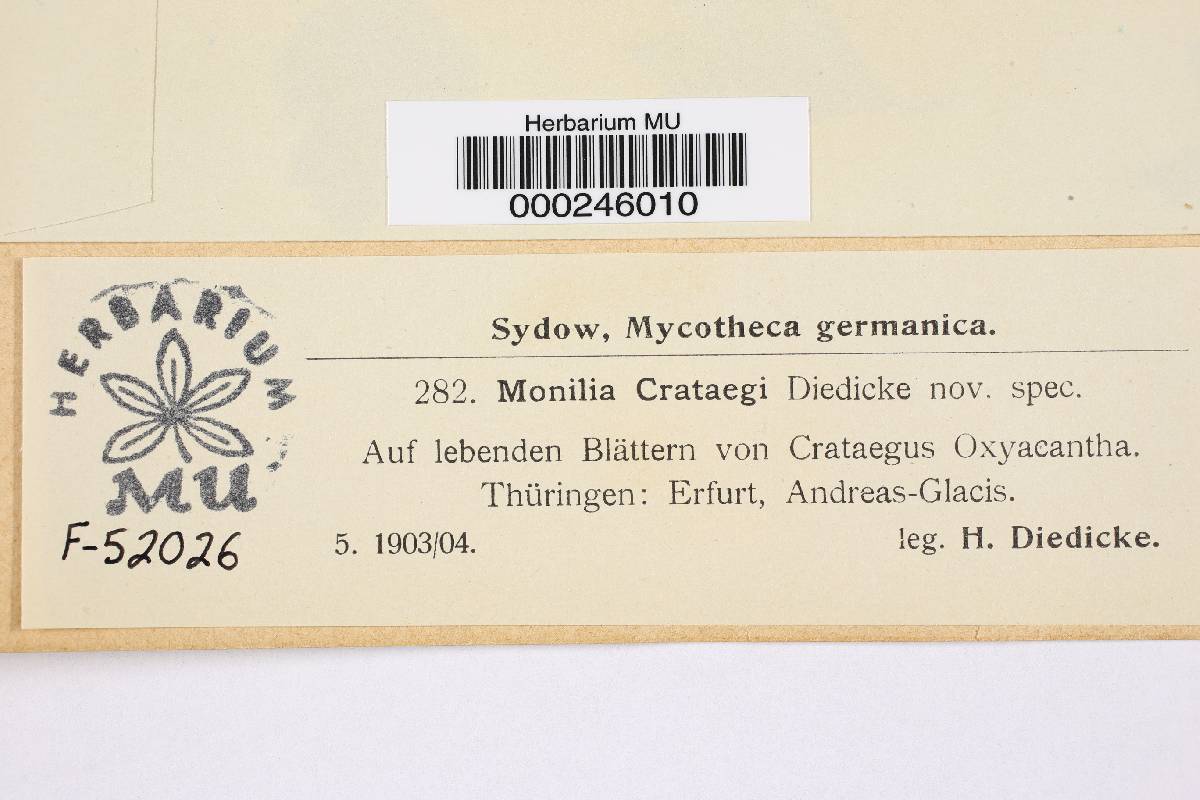 Herbarium MU
000246010
HERBARIUM
MU
F-52026
Sydow, Mycotheca germanica.
282. Monilia Crataegi Diedicke nov. spec.
Auf lebenden Blättern von Crataegus Oxyacantha.
Thüringen: Erfurt, Andreas-Glacis.
5. 1903/04. leg. H. Diedicke.